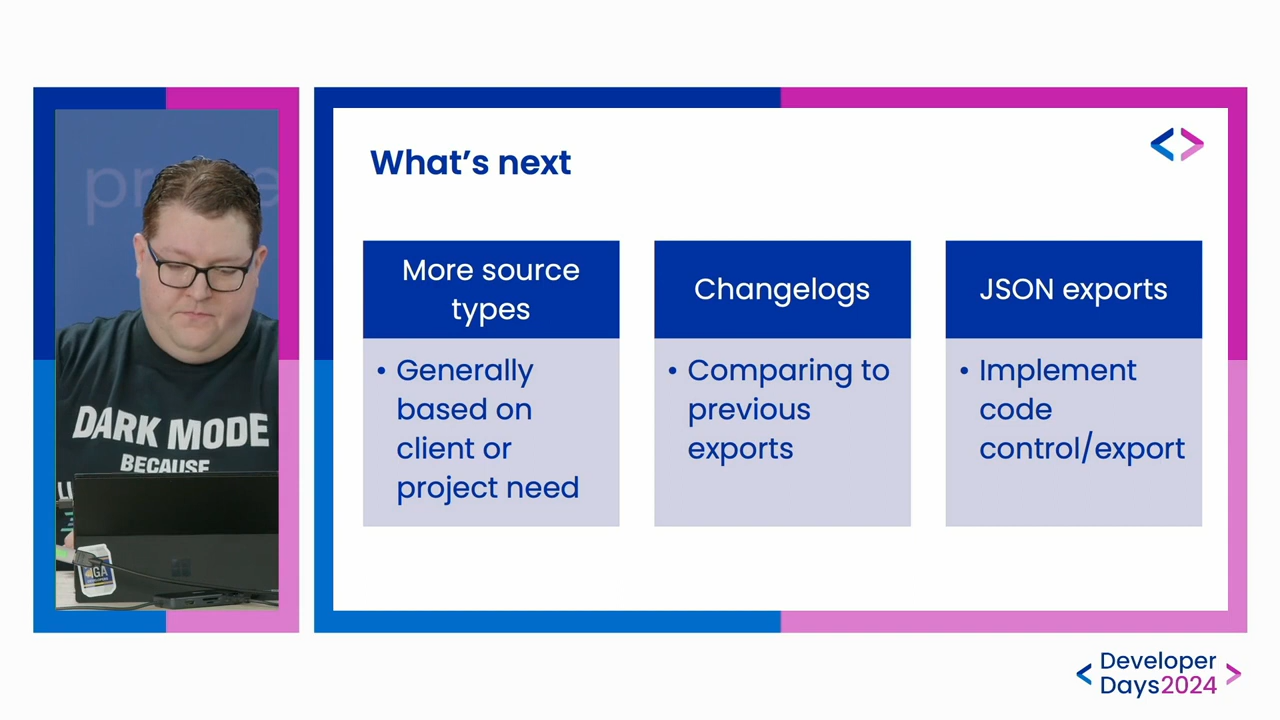 What's next
More source
types
• Generally
based on
client or
project need
Changelogs
• Comparing to
previous
exports
JSON exports
• Implement
code
control/export
DARK MODE
BECAUSE
GA
Developer
Days2024